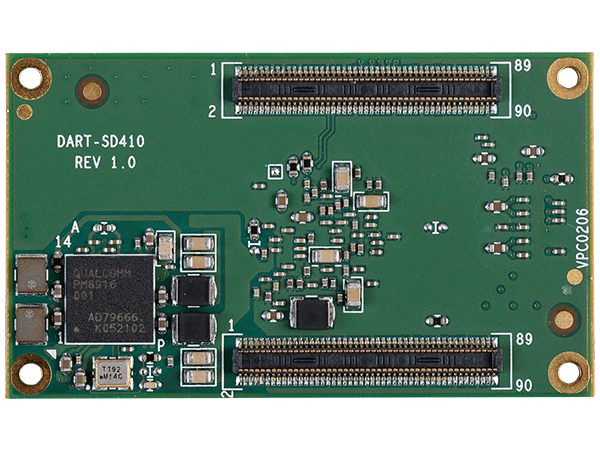 1
89
2
90
DART-SD410
REV 1.0
A
14
VPC0206
QUALCOMM
PM8916
001
AD79666
K052102
P
T192
1
89
2
90